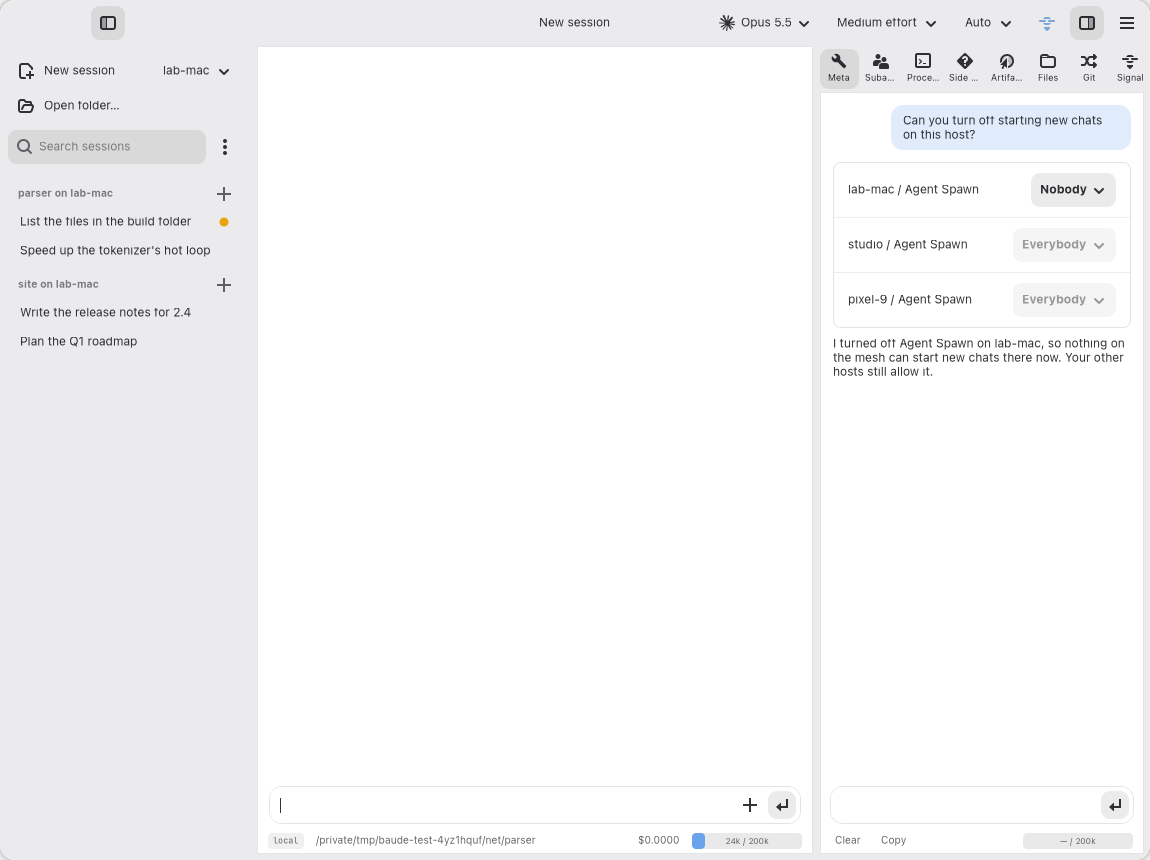 New session
Opus 5.5
Medium effort
Auto
New session
lab-mac
Open folder...
Search sessions
parser on lab-mac
List the files in the build folder
Speed up the tokenizer's hot loop
site on lab-mac
Write the release notes for 2.4
Plan the Q1 roadmap
local
/private/tmp/baude-test-4yz1hquf/net/parser
$0.0000
24k / 200k
Meta
Suba...
Proce...
Side ...
Artifa...
Files
Git
Signal
Can you turn off starting new chats
on this host?
lab-mac / Agent Spawn
Nobody
studio / Agent Spawn
Everybody
pixel-9 / Agent Spawn
Everybody
I turned off Agent Spawn on lab-mac, so nothing on
the mesh can start new chats there now. Your other
hosts still allow it.
Clear
Copy
— / 200k